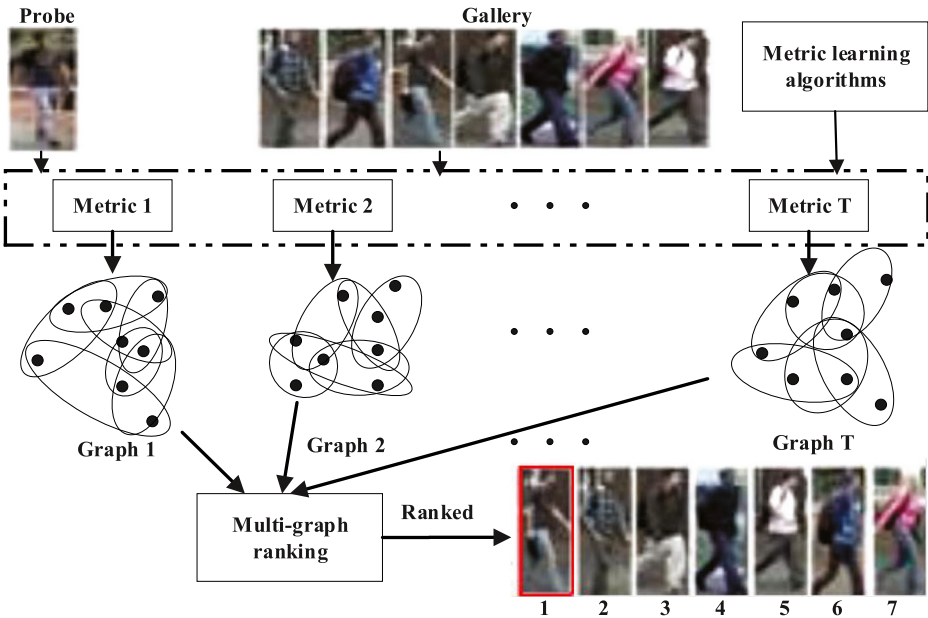 Probe
Gallery
Metric learning
algorithms
Metric 1
Metric 2
Metric T
Graph 1
Graph 2
Graph T
Multi-graph
ranking
Ranked
1 2 3 4 5 6 7